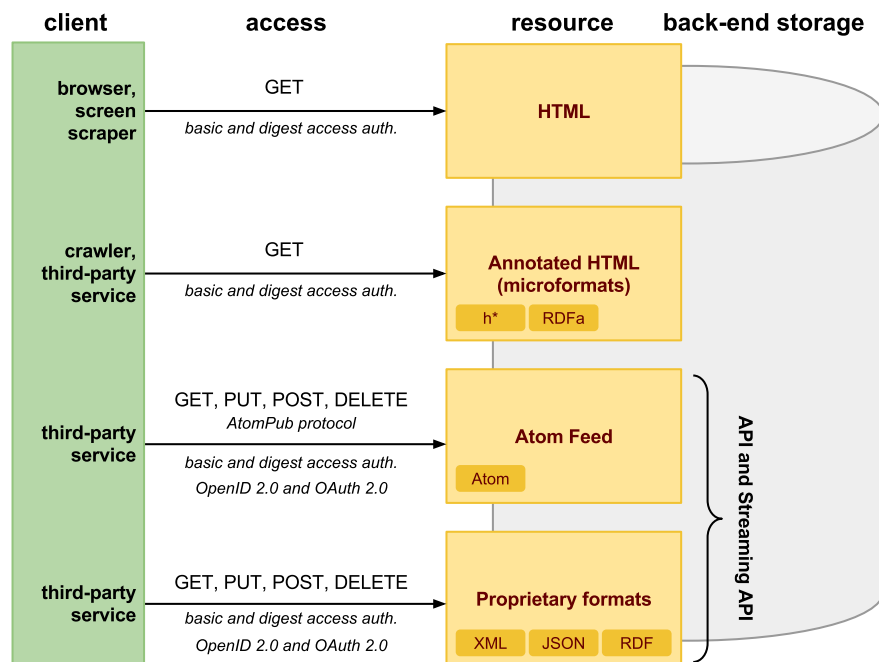 client access resource back-end storage
browser,
screen
scraper
GET
basic and digest access auth.
HTML
crawler,
third-party
service
GET
basic and digest access auth.
Annotated HTML
(microformats)
h* RDFa
third-party
service
GET, PUT, POST, DELETE
AtomPub protocol
basic and digest access auth.
OpenID 2.0 and OAuth 2.0
Atom Feed
Atom
API and Streaming API
third-party
service
GET, PUT, POST, DELETE
basic and digest access auth.
OpenID 2.0 and OAuth 2.0
Proprietary formats
XML JSON RDF